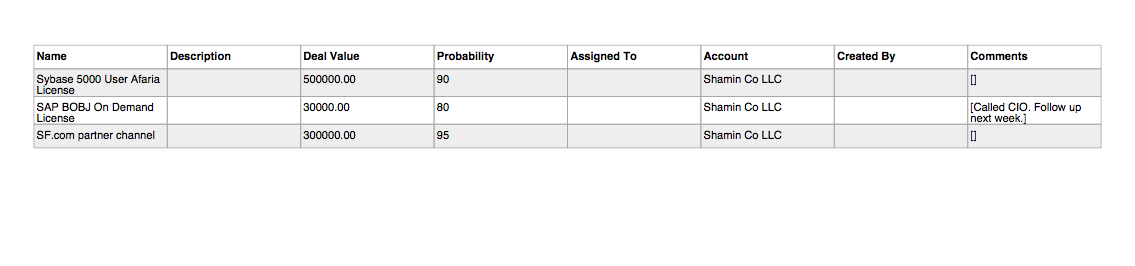 Name Description Deal Value Probability Assigned To Account Created By Comments
Sybase 5000 User Afaria 500000.00 90 Shamin Co LLC []
License
SAP BOBJ On Demand 30000.00 80 Shamin Co LLC [Called CIO. Follow up
License next week.]
SF.com partner channel 300000.00 95 Shamin Co LLC []